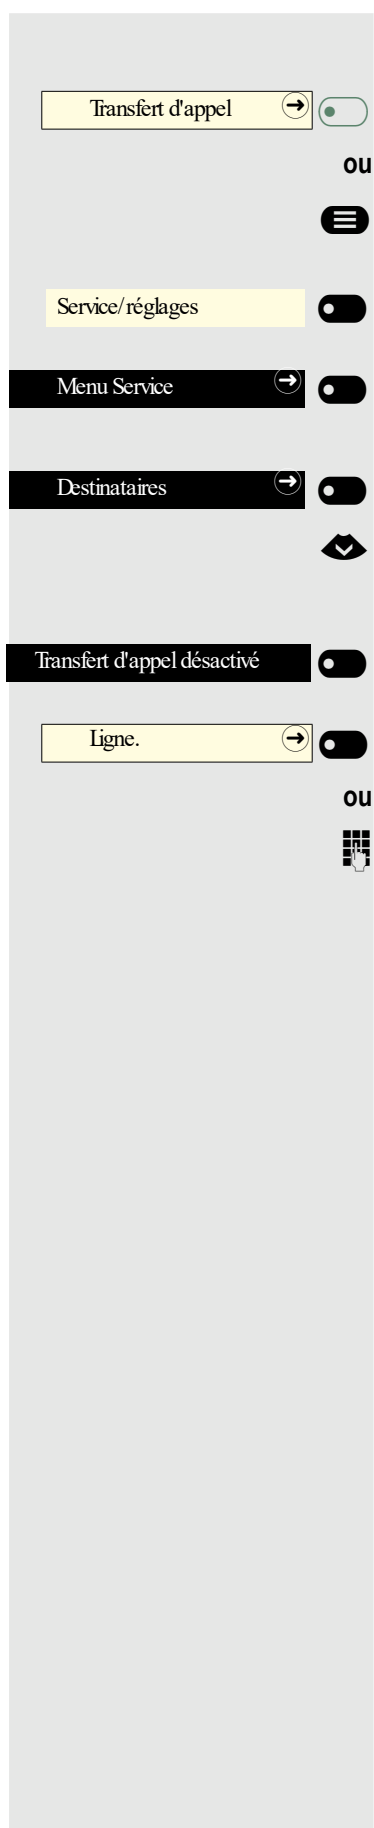 Transfert d'appel
ou
Service/réglages
Menu Service
Destinataires
Transfert d'appel désactivé
Ligne.
ou